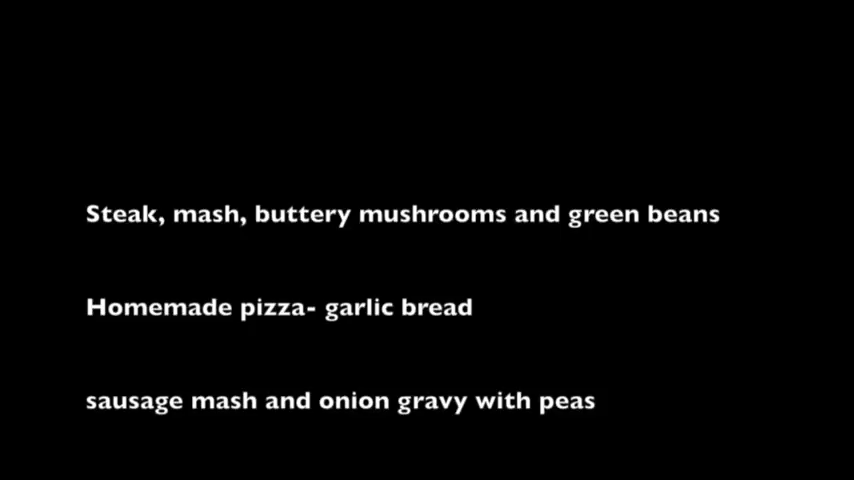 Steak, mash, buttery mushrooms and green beans
Homemade pizza- garlic bread
sausage mash and onion gravy with peas